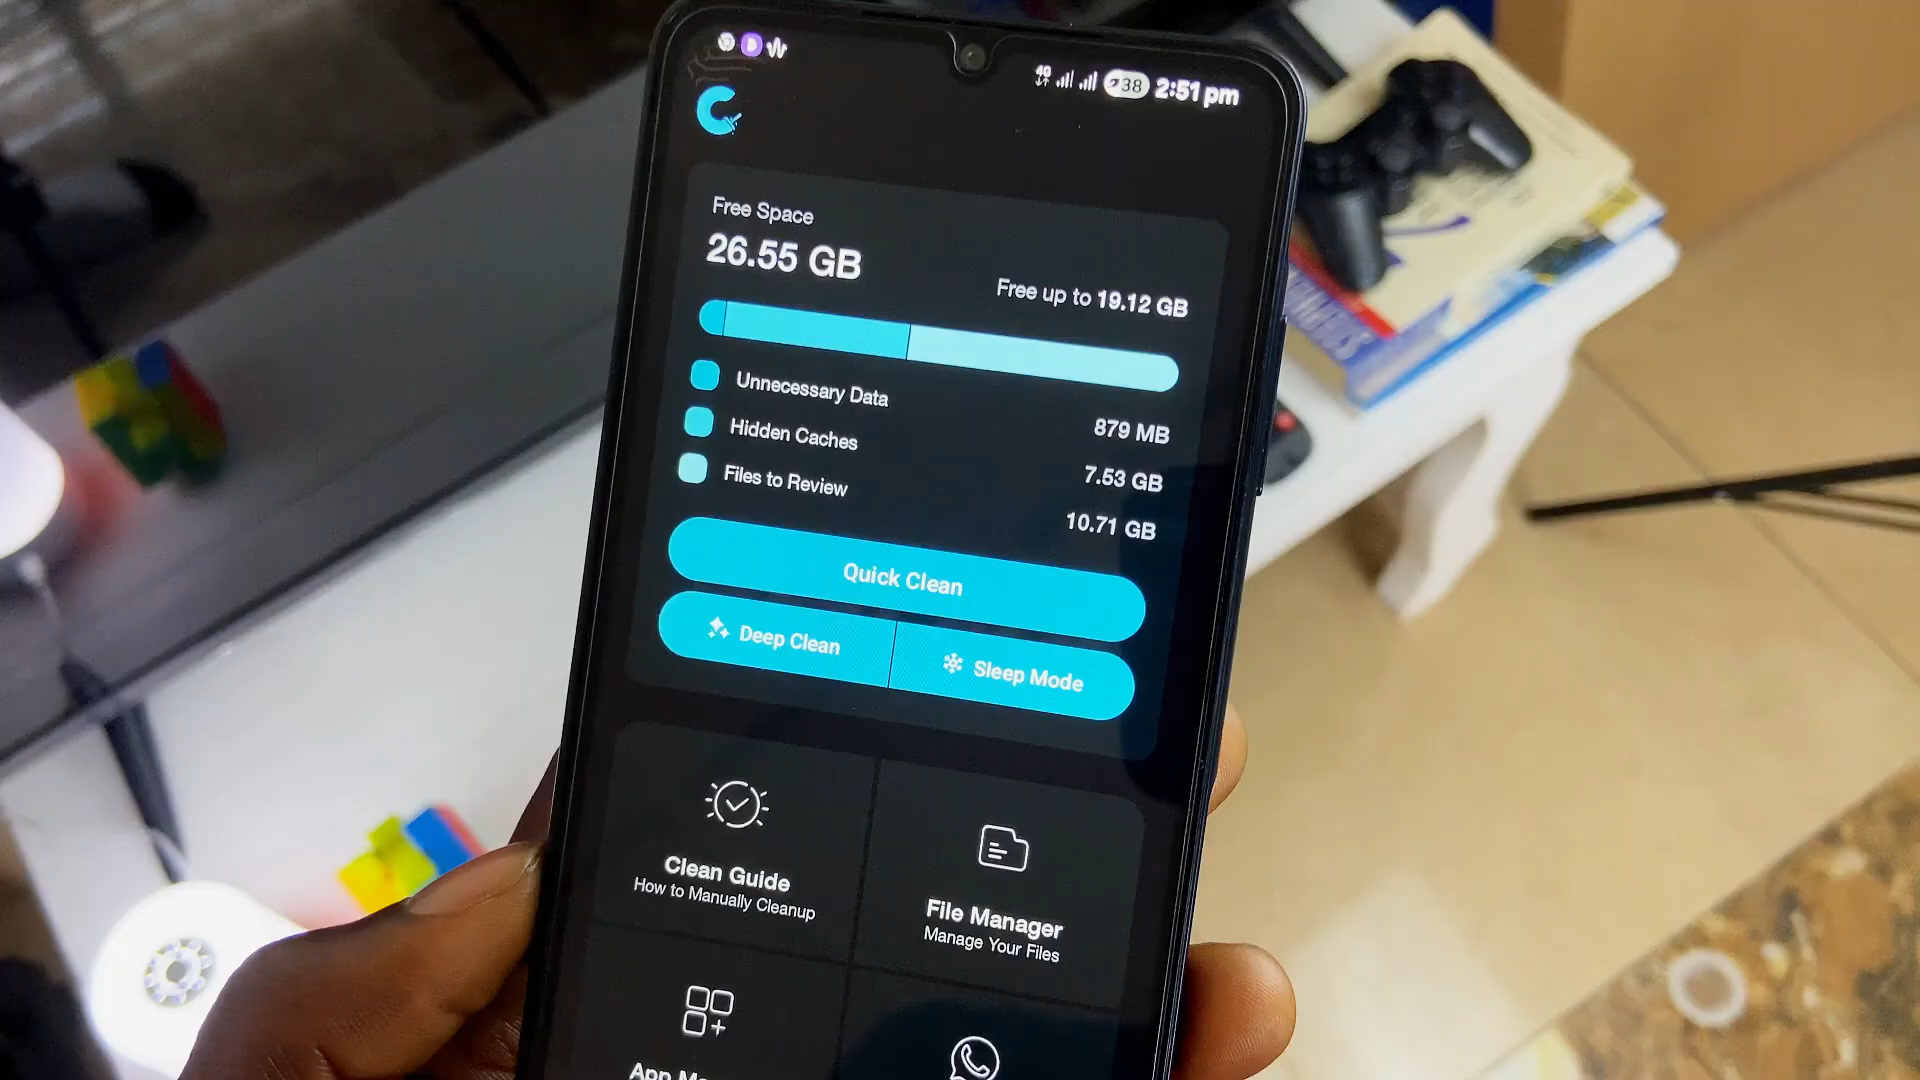 4G 38 2:51 pm
Free Space
26.55 GB
Free up to 19.12 GB
Unnecessary Data
879 MB
Hidden Caches
7.53 GB
Files to Review
10.71 GB
Quick Clean
Deep Clean
Sleep Mode
Clean Guide
How to Manually Cleanup
File Manager
Manage Your Files
App